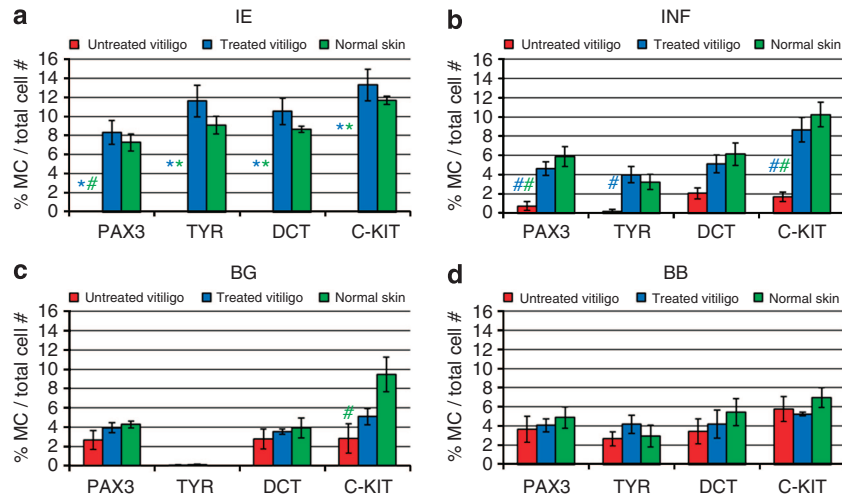 a
IE
Untreated vitiligo Treated vitiligo Normal skin
% MC / total cell #
16
14
12
10
8
6
4
2
0
*#
**
**
**
PAX3 TYR DCT C-KIT
b
INF
Untreated vitiligo Treated vitiligo Normal skin
% MC / total cell #
16
14
12
10
8
6
4
2
0
##
#
##
PAX3 TYR DCT C-KIT
c
BG
Untreated vitiligo Treated vitiligo Normal skin
% MC / total cell #
16
14
12
10
8
6
4
2
0
#
PAX3 TYR DCT C-KIT
d
BB
Untreated vitiligo Treated vitiligo Normal skin
% MC / total cell #
16
14
12
10
8
6
4
2
0
PAX3 TYR DCT C-KIT